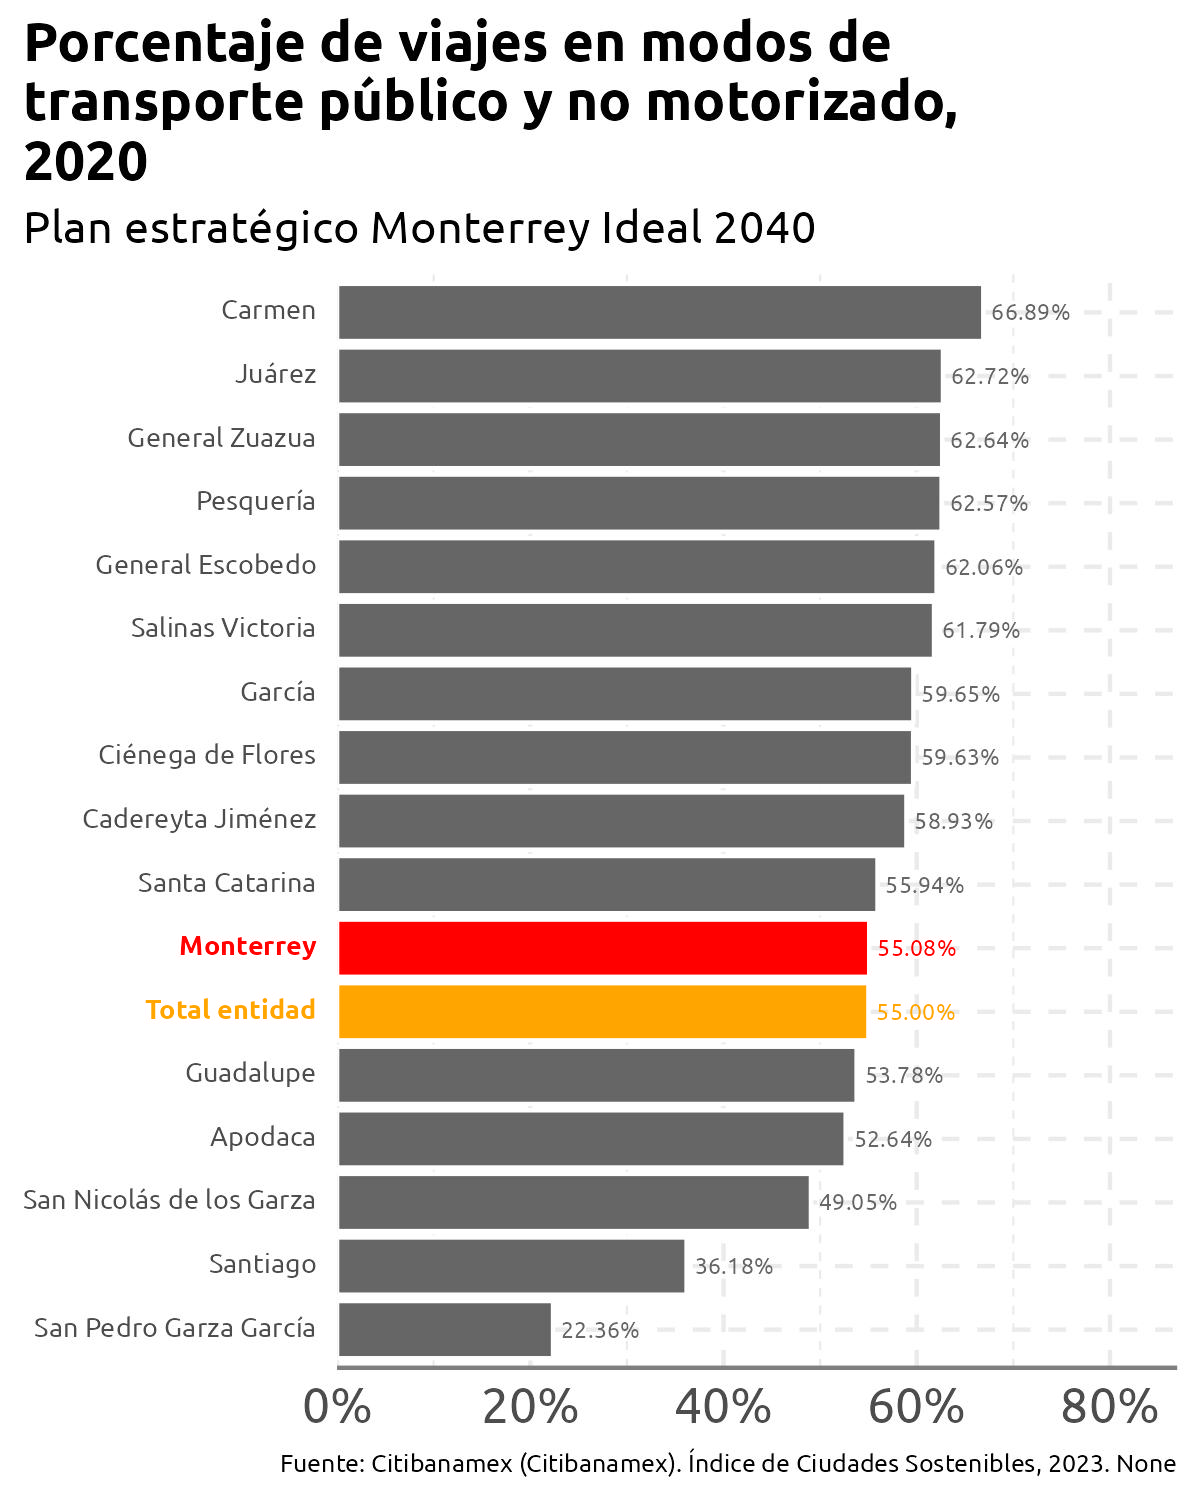 Porcentaje de viajes en modos de
transporte público y no motorizado,
2020
Plan estratégico Monterrey Ideal 2040
Carmen 66.89%
Juárez 62.72%
General Zuazua 62.64%
Pesquería 62.57%
General Escobedo 62.06%
Salinas Victoria 61.79%
García 59.65%
Ciénega de Flores 59.63%
Cadereyta Jiménez 58.93%
Santa Catarina 55.94%
Monterrey 55.08%
Total entidad 55.00%
Guadalupe 53.78%
Apodaca 52.64%
San Nicolás de los Garza 49.05%
Santiago 36.18%
San Pedro Garza García 22.36%
0% 20% 40% 60% 80%
Fuente: Citibanamex (Citibanamex). Índice de Ciudades Sostenibles, 2023. None